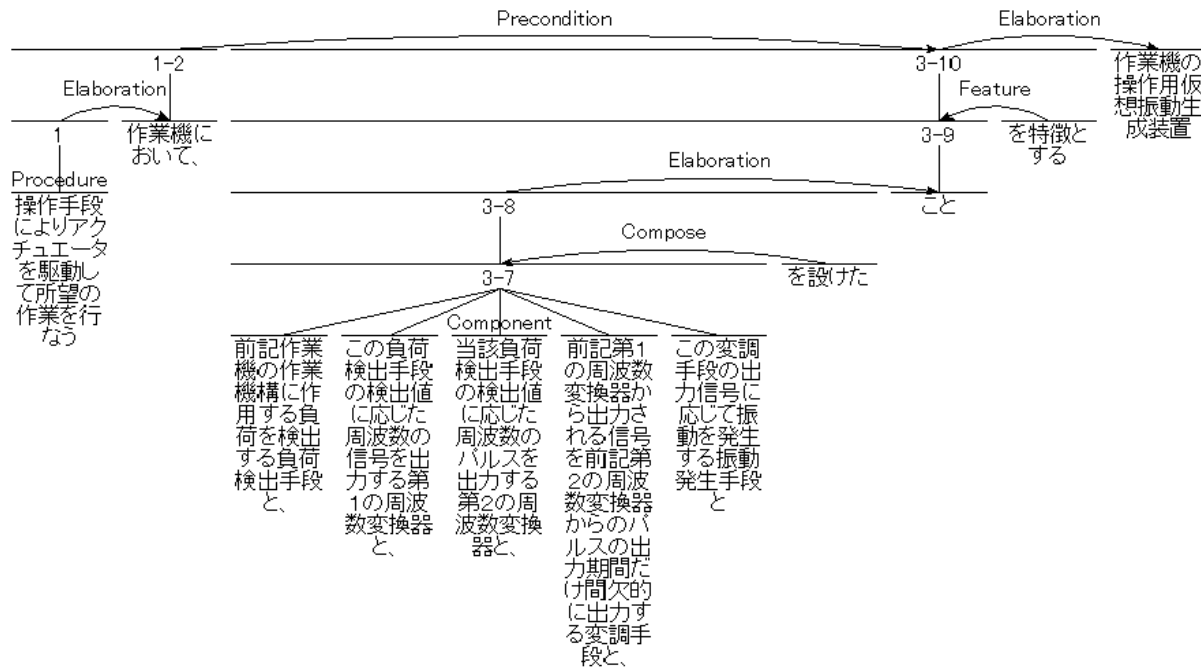 Precondition
Elaboration
1-2
3-10
作業機の
操作用仮
想振動生
成装置
Elaboration
Feature
1
作業機に
おいて、
3-9
を特徴と
する
Procedure
Elaboration
操作手段
によりアク
チュエータ
を駆動し
て所望の
作業を行
なう
3-8
こと
Compose
3-7
を設けた
Component
前記作業
機の作業
機構に作
用する負
荷を検出
する負荷
検出手段
と、
この負荷
検出手段
の検出値
に応じた
周波数の
信号を出
力する第
1の周波
数変換器
と、
当該負荷
検出手段
の検出値
に応じた
周波数の
パルスを
出力する
第2の周
波数変換
器と、
前記第1
の周波数
変換器か
ら出力さ
れる信号
を前記第
2の周波
数変換器
からのパ
ルスの出
力期間だ
け間欠的
に出力す
る変調手
段と、
この変調
手段の出
力信号に
応じて振
動を発生
する振動
発生手段
と